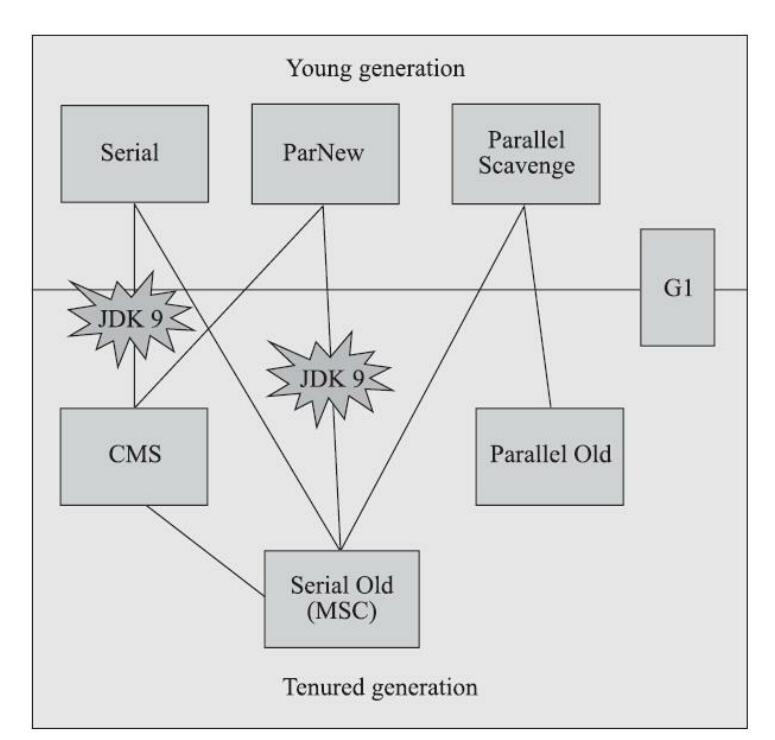 Young generation
Serial
ParNew
Parallel
Scavenge
G1
JDK 9
JDK 9
CMS
Parallel Old
Serial Old
(MSC)
Tenured generation